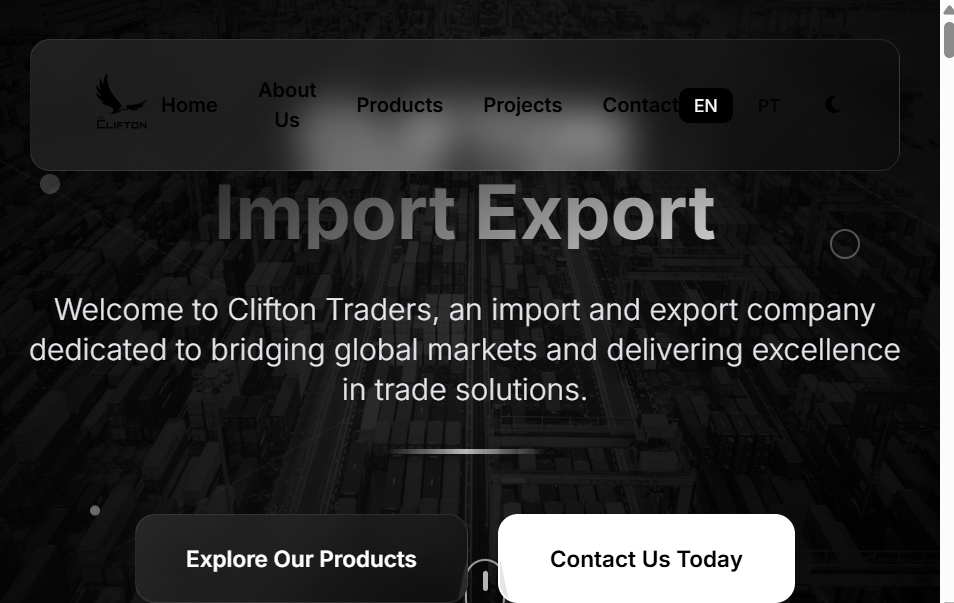 CLIFTON
Home
About
Us
Products
Projects
Contact
EN
PT
Import Export
Welcome to Clifton Traders, an import and export company
dedicated to bridging global markets and delivering excellence
in trade solutions.
Explore Our Products
Contact Us Today